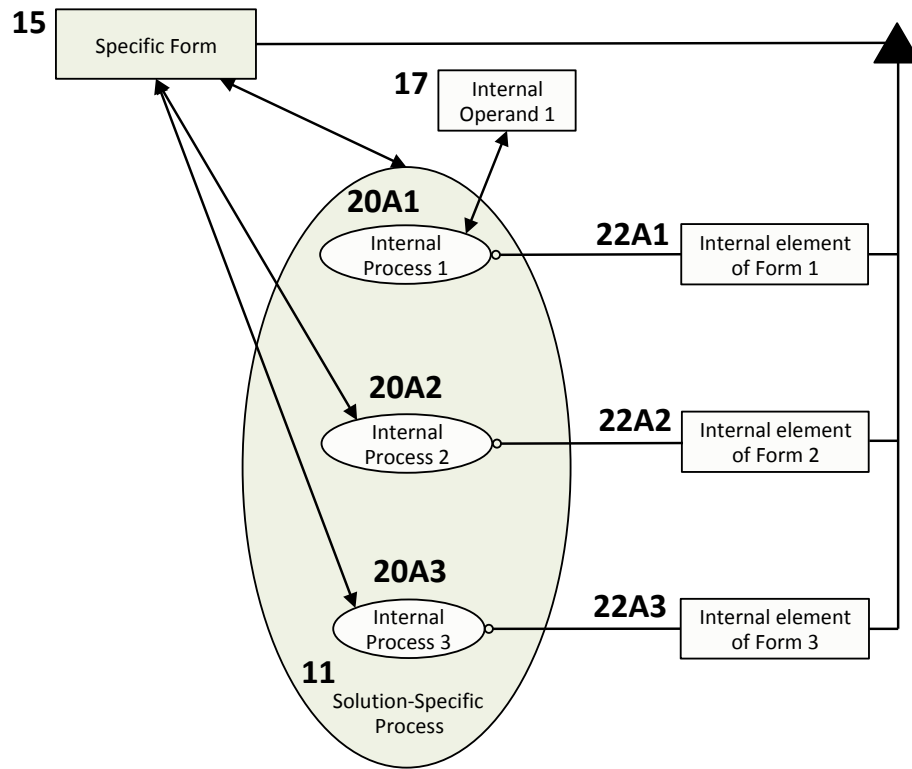 15
Specific Form
17
Internal
Operand 1
20A1
Internal
Process 1
22A1
Internal element
of Form 1
20A2
Internal
Process 2
22A2
Internal element
of Form 2
20A3
Internal
Process 3
22A3
Internal element
of Form 3
11
Solution-Specific
Process